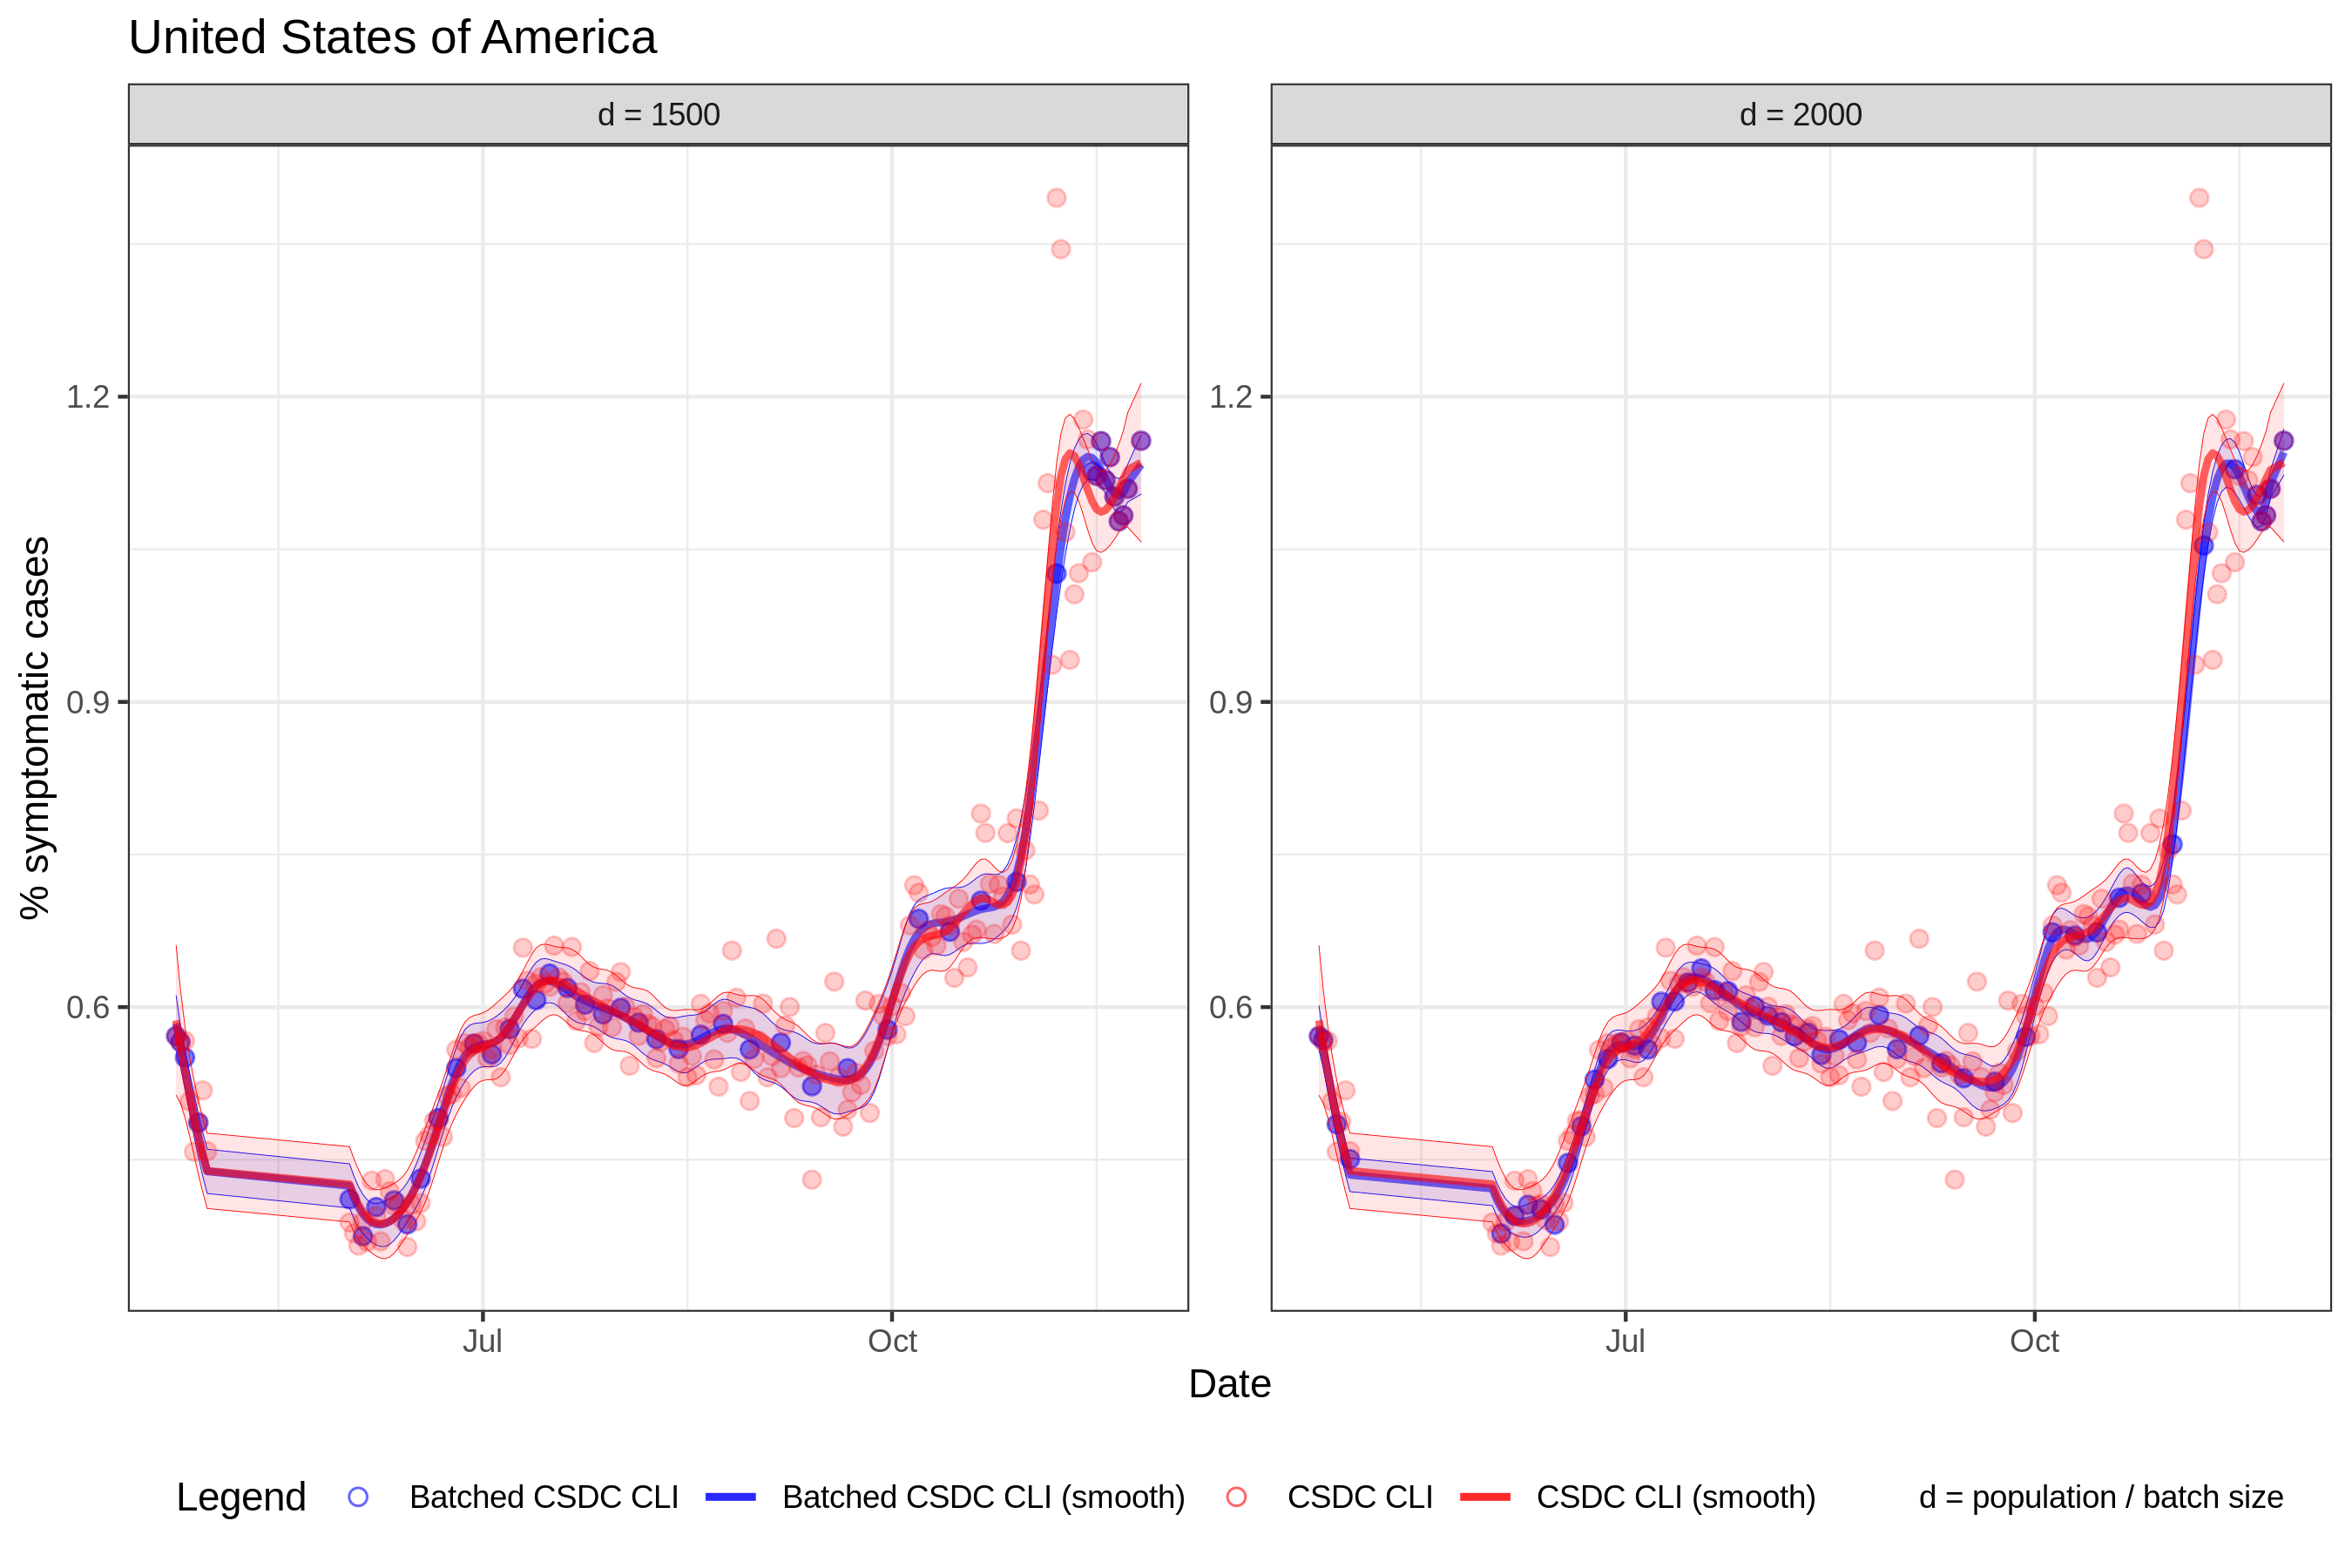 United States of America
d = 1500
d = 2000
% symptomatic cases
1.2
0.9
0.6
1.2
0.9
0.6
Jul
Oct
Jul
Oct
Date
Legend
Batched CSDC CLI
Batched CSDC CLI (smooth)
CSDC CLI
CSDC CLI (smooth)
d = population / batch size